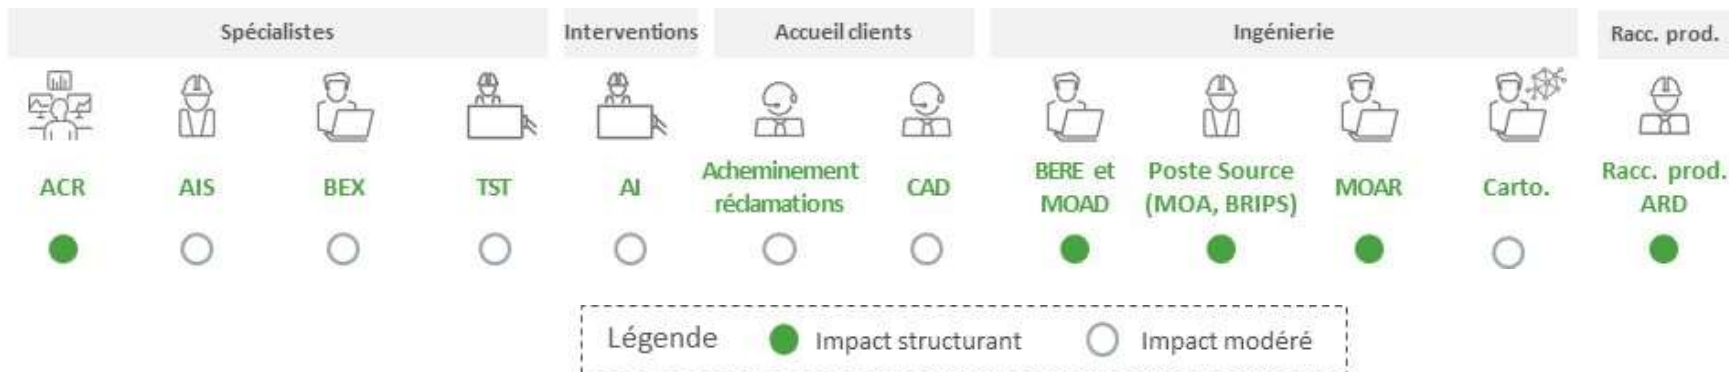 Spécialistes
Interventions
Accueil clients
Ingénierie
Racc. prod.
ACR
AIS
BEX
TST
AI
Acheminement
réclamations
CAD
BERE et
MOAD
Poste Source
(MOA, BRIPS)
MOAR
Carto.
Racc. prod.
ARD
Légende
Impact structurant
Impact modéré